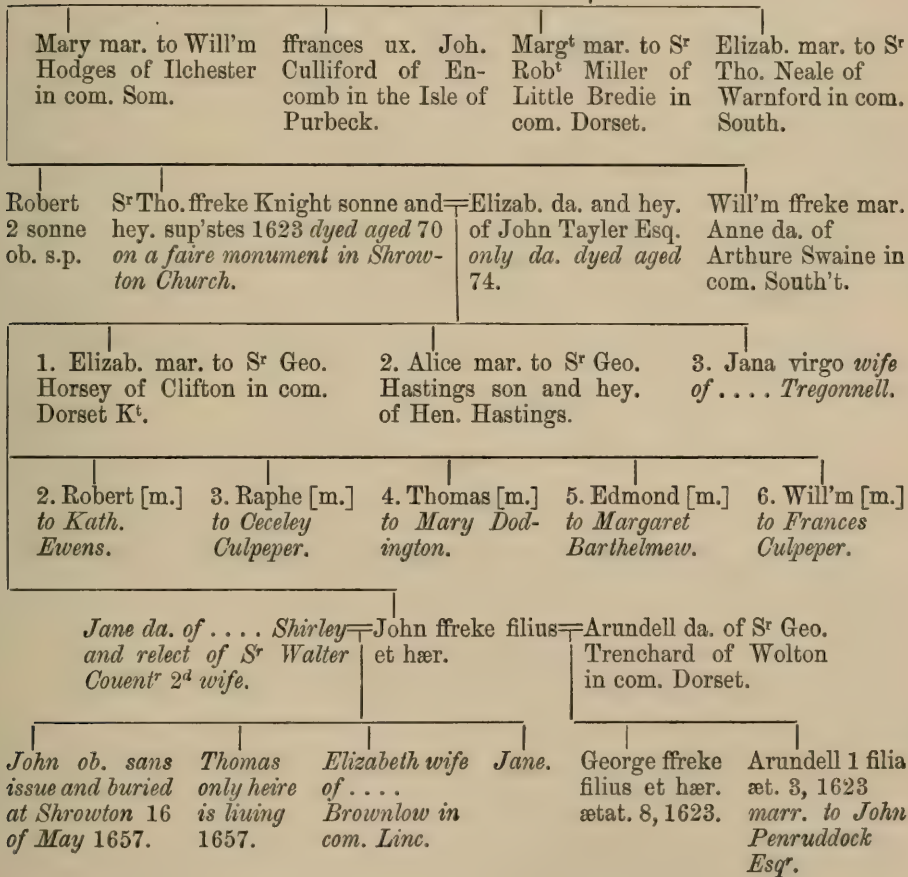 Mary mar. to Will'm
Hodges of Ilchester
in com. Som.
ffrances ux. Joh.
Culliford of En-
comb in the Isle of
Purbeck.
Margt mar. to Sr
Robt Miller of
Little Bredie in
com. Dorset.
Elizab. mar. to Sr
Tho. Neale of
Warnford in com.
South.
Robert
2 sonne
ob. s.p.
Sr Tho. ffreke Knight sonne and
hey. sup'stes 1623 dyed aged 70
on a faire monument in Shrow-
ton Church.
Elizab. da. and hey.
of John Tayler Esq.
only da. dyed aged
74.
Will'm ffreke mar.
Anne da. of
Arthure Swaine in
com. South't.
1. Elizab. mar. to Sr Geo.
Horsey of Clifton in com.
Dorset Kt.
2. Alice mar. to Sr Geo.
Hastings son and hey.
of Hen. Hastings.
3. Jana virgo wife
of .... Tregonnell.
2. Robert [m.]
to Kath.
Ewens.
3. Raphe [m.]
to Ceceley
Culpeper.
4. Thomas [m.]
to Mary Dod-
ington.
5. Edmond [m.]
to Margaret
Barthelmew.
6. Will'm [m.]
to Frances
Culpeper.
Jane da. of .... Shirley
and relect of Sr Walter
Couentr 2d wife.
John ffreke filius
et hær.
Arundell da. of Sr Geo.
Trenchard of Wolton
in com. Dorset.
John ob. sans
issue and buried
at Shrowton 16
of May 1657.
Thomas
only heire
is liuing
1657.
Elizabeth wife
of ....
Brownlow in
com. Linc.
Jane.
George ffreke
filius et hær.
ætat. 8, 1623.
Arundell 1 filia
æt. 3, 1623
marr. to John
Penruddock
Esqr.